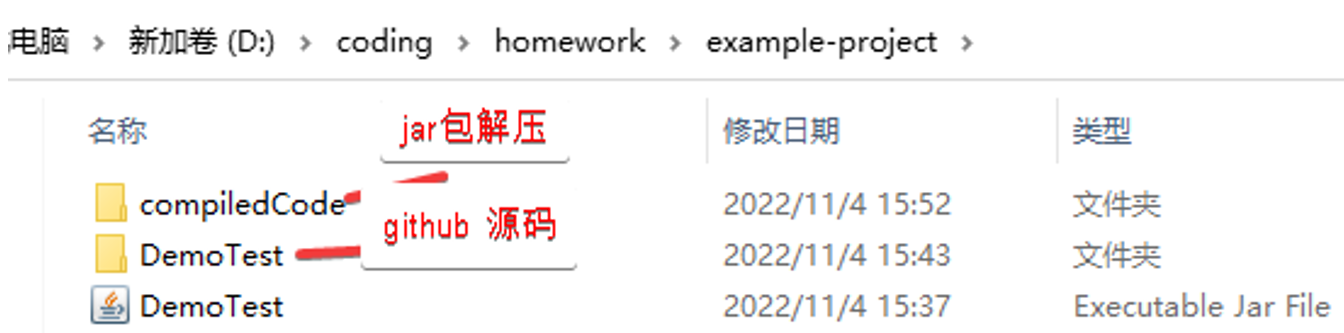 电脑 › 新加卷 (D:) › coding › homework › example-project ›
名称 修改日期 类型
jar包解压
compiledCode 2022/11/4 15:52 文件夹
github 源码
DemoTest 2022/11/4 15:43 文件夹
DemoTest 2022/11/4 15:37 Executable Jar File